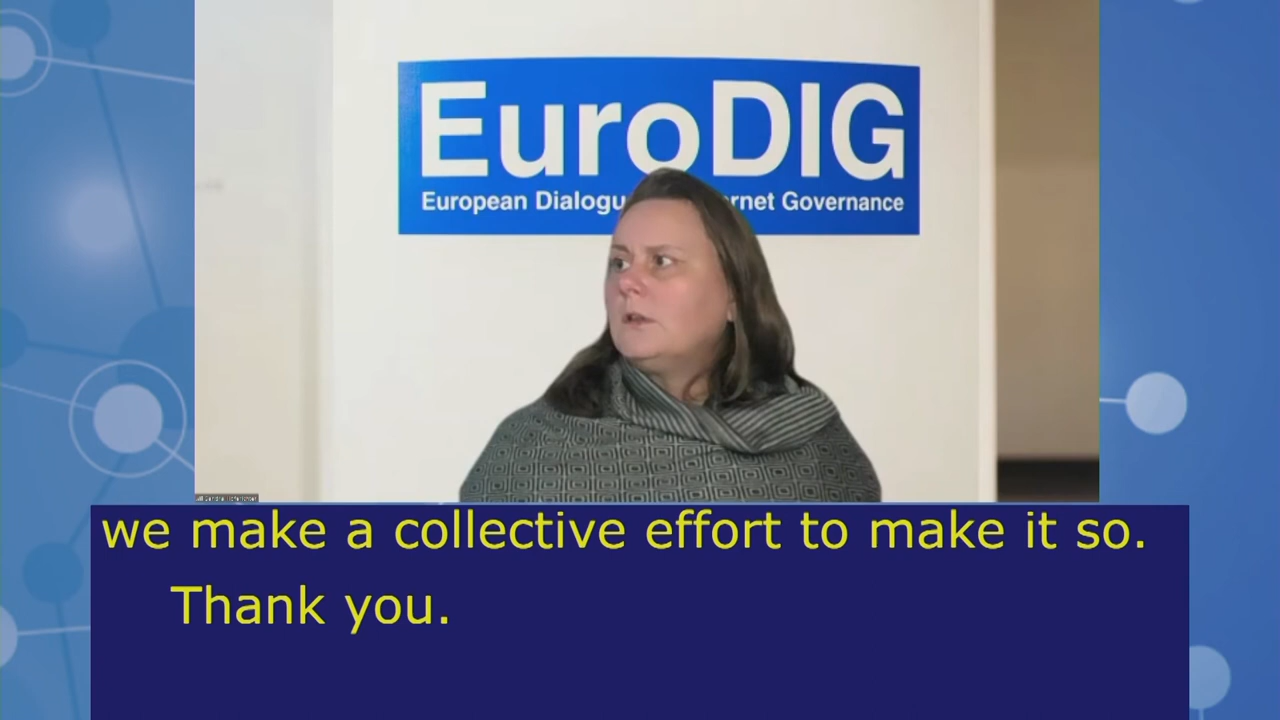 EuroDIG
European Dialogu rnet Governance
we make a collective effort to make it so.
Thank you.